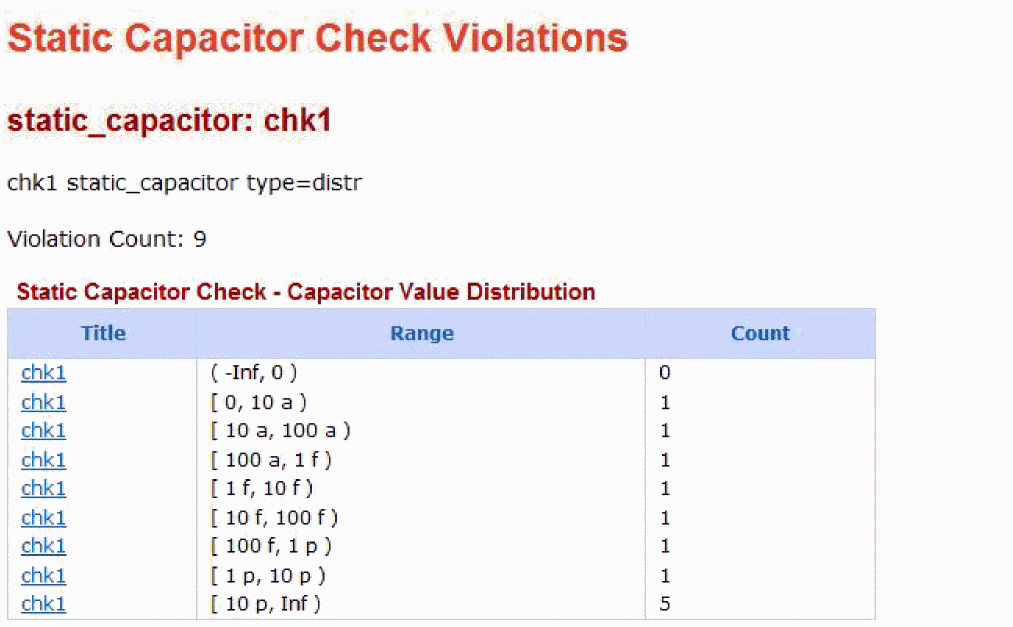 Static Capacitor Check Violations
static_capacitor: chk1
chk1 static_capacitor type=distr
Violation Count: 9
Static Capacitor Check - Capacitor Value Distribution
Title Range Count
chk1 ( -Inf, 0 ) 0
chk1 [ 0, 10 a ) 1
chk1 [ 10 a, 100 a ) 1
chk1 [ 100 a, 1 f ) 1
chk1 [ 1 f, 10 f ) 1
chk1 [ 10 f, 100 f ) 1
chk1 [ 100 f, 1 p ) 1
chk1 [ 1 p, 10 p ) 1
chk1 [ 10 p, Inf ) 5